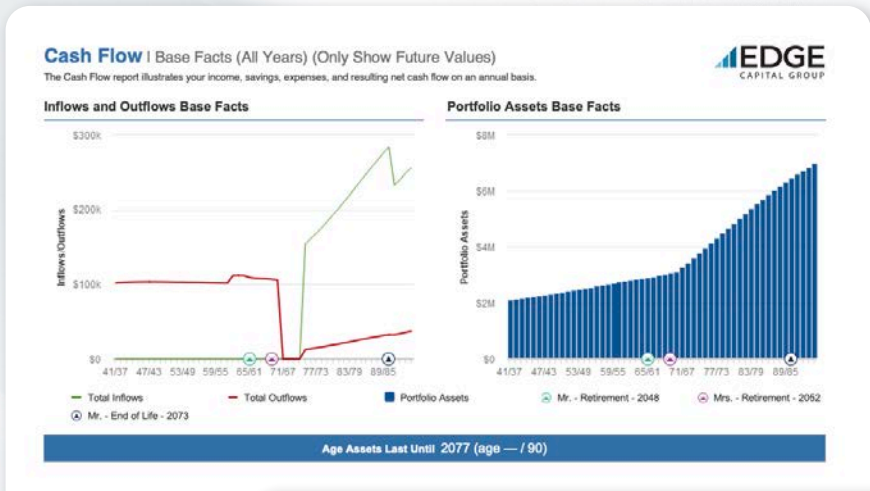 Cash Flow | Base Facts (All Years) (Only Show Future Values)
The Cash Flow report illustrates your income, savings, expenses, and resulting net cash flow on an annual basis.
EDGE
CAPITAL GROUP
Inflows and Outflows Base Facts
$300k
$200k
$100k
$0
Inflows/Outflows
41/37 47/43 53/49 59/55 65/61 71/67 77/73 83/79 89/85
Portfolio Assets Base Facts
$8M
$6M
$4M
$2M
$0
Portfolio Assets
41/37 47/43 53/49 59/55 65/61 71/67 77/73 83/79 89/85
Total Inflows Total Outflows Portfolio Assets Mr. - Retirement - 2048 Mrs. - Retirement - 2052
Mr. - End of Life - 2073
Age Assets Last Until 2077 (age — / 90)